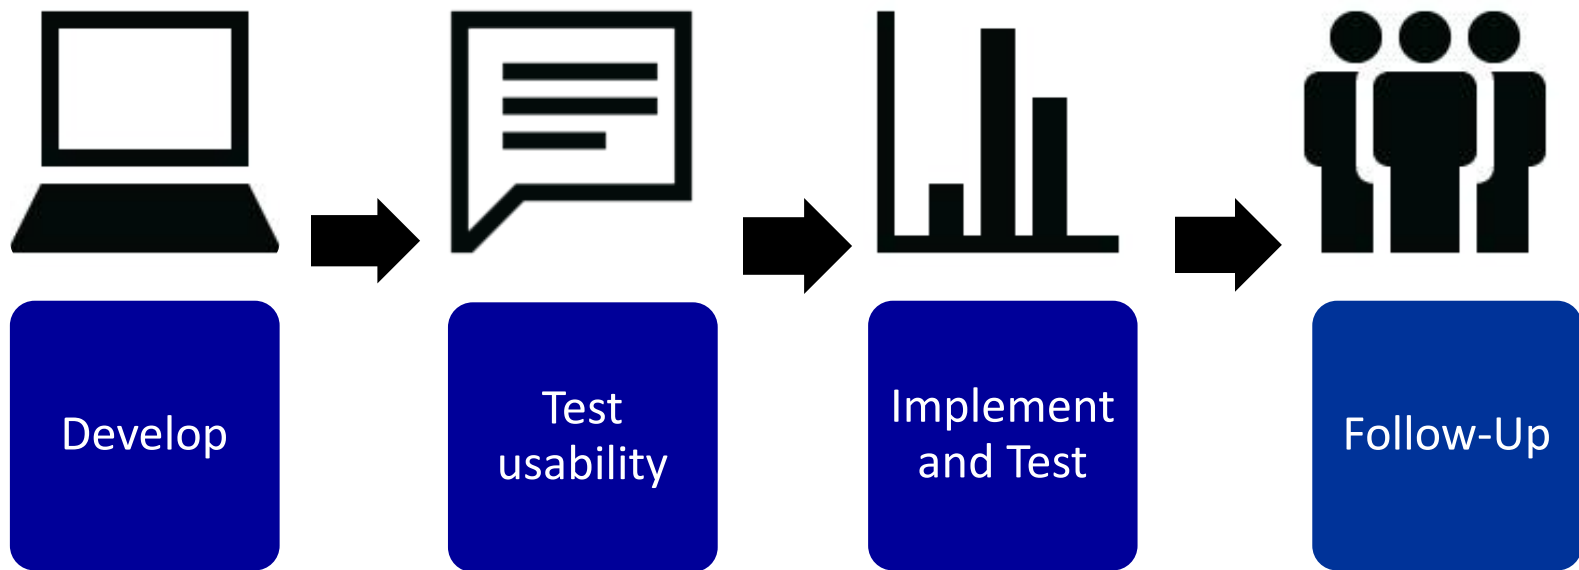 Develop
Test
usability
Implement
and Test
Follow-Up